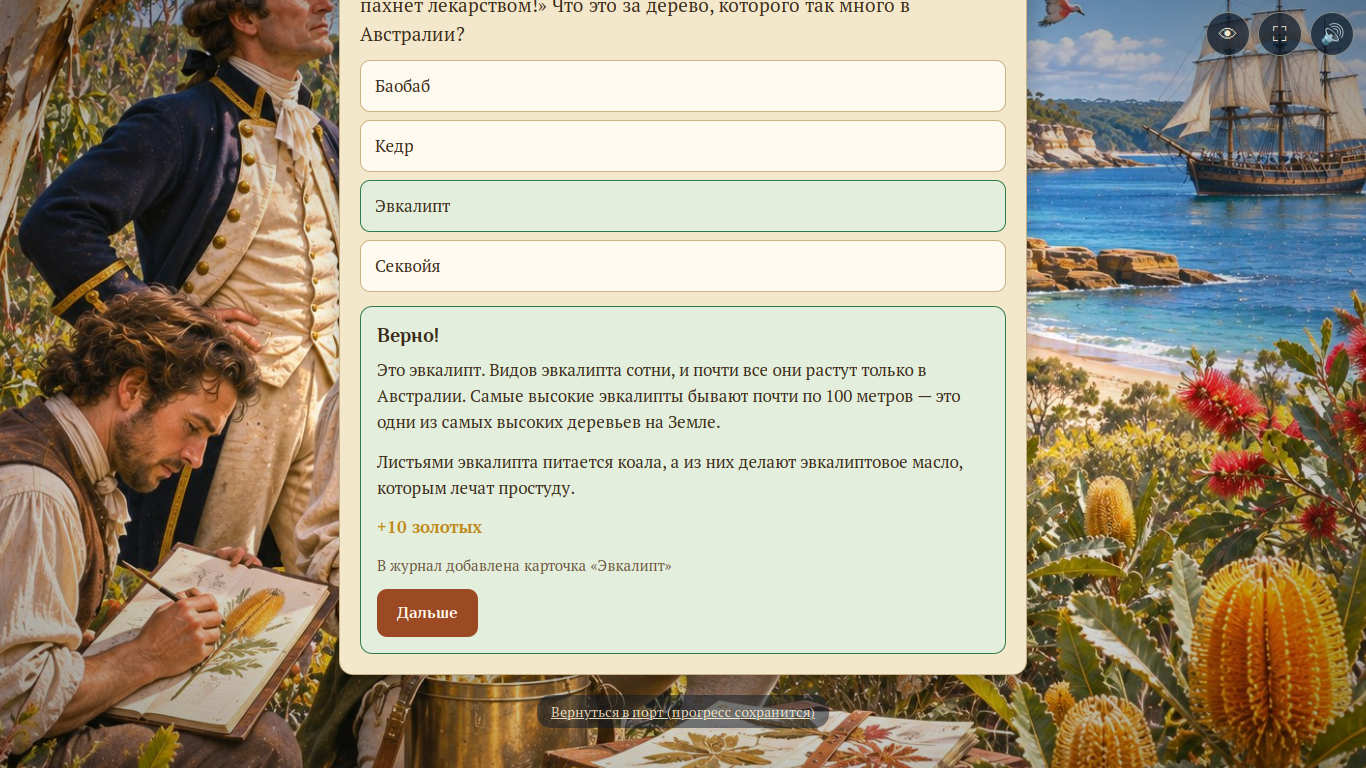 пахнет лекарством!» Что это за дерево, которого так много в
Австралии?
Баобаб
Кедр
Эвкалипт
Секвойя
Верно!
Это эвкалипт. Видов эвкалипта сотни, и почти все они растут только в
Австралии. Самые высокие эвкалипты бывают почти по 100 метров — это
одни из самых высоких деревьев на Земле.
Листьями эвкалипта питается коала, а из них делают эвкалиптовое масло,
которым лечат простуду.
+10 золотых
В журнал добавлена карточка «Эвкалипт»
Дальше
Вернуться в порт (прогресс сохранится)